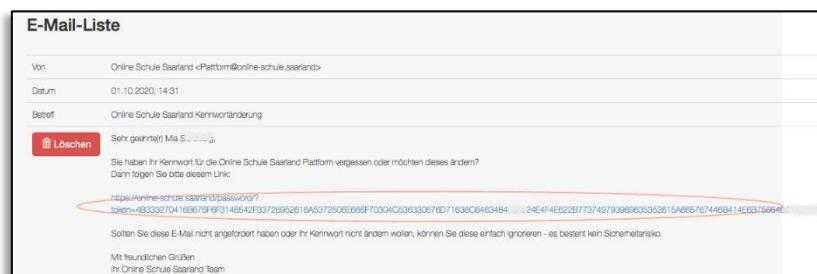 E-Mail-Liste
Von Online Schule Saarland <Plattform@online-schule.saarland>
Datum 01.10.2020, 14:31
Betreff Online Schule Saarland Kennwortänderung
Löschen
Sehr geehrte(r) Mia
Sie haben Ihr Kennwort für die Online Schule Saarland Plattform vergessen oder möchten dieses ändern?
Dann folgen Sie bitte diesem Link:
https://online-schule.saarland/password/?
Sollten Sie diese E-Mail nicht angefordert haben oder Ihr Kennwort nicht ändern wollen, können Sie diese einfach ignorieren - es besteht kein Sicherheitsrisiko.
Mit freundlichen Grüßen
Ihr Online Schule Saarland Team